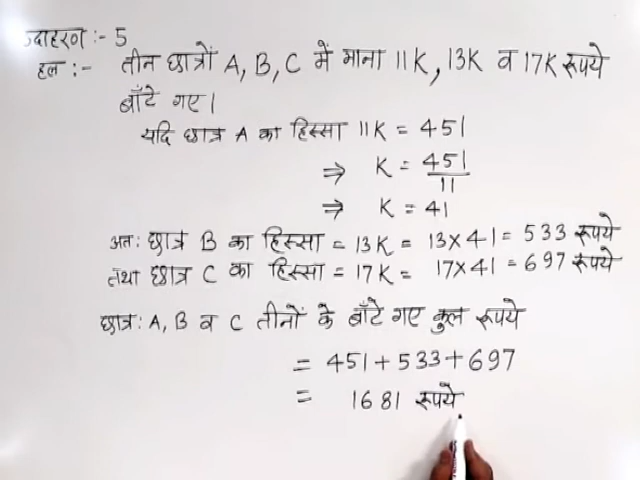 उदाहरण :- 5
हल :- तीन छात्रों A, B, C में माना 11K, 13K व 17K रूपये
बाँटे गए।
यदि छात्र A का हिस्सा 11K = 451
⇒ K = 451/11
⇒ K = 41
अत: छात्र B का हिस्सा = 13K = 13×41 = 533 रूपये
तथा छात्र C का हिस्सा = 17K = 17×41 = 697 रूपये
छात्र: A, B व C तीनों के बाँटे गए कुल रूपये
= 451+533+697
= 1681 रूपये